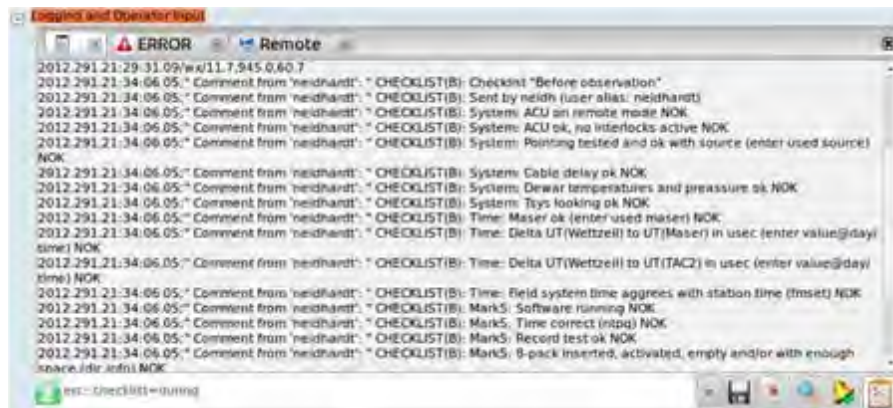 Logging and Operator Input
ERROR
Remote
2012.291.21:29:31.09/wx/11.7,945.0,60.7
2012.291.21:34:06.05;" Comment from 'neidhardt': " CHECKLIST(B): Checklist "Before observation"
2012.291.21:34:06.05;" Comment from 'neidhardt': " CHECKLIST(B): Sent by neidh (user alias: neidhardt)
2012.291.21:34:06.05;" Comment from 'neidhardt': " CHECKLIST(B): System: ACU on remote mode NOK
2012.291.21:34:06.05;" Comment from 'neidhardt': " CHECKLIST(B): System: ACU ok, no interlocks active NOK
2012.291.21:34:06.05;" Comment from 'neidhardt': " CHECKLIST(B): System: Pointing tested and ok with source (enter used source)
NOK
2012.291.21:34:06.05;" Comment from 'neidhardt': " CHECKLIST(B): System: Cable delay ok NOK
2012.291.21:34:06.05;" Comment from 'neidhardt': " CHECKLIST(B): System: Dewar temperatures and preassure ok NOK
2012.291.21:34:06.05;" Comment from 'neidhardt': " CHECKLIST(B): System: Tsys looking ok NOK
2012.291.21:34:06.05;" Comment from 'neidhardt': " CHECKLIST(B): Time: Maser ok (enter used maser) NOK
2012.291.21:34:06.05;" Comment from 'neidhardt': " CHECKLIST(B): Time: Delta UT(Wettzell) to UT(Maser) in usec (enter value@day/
time) NOK
2012.291.21:34:06.05;" Comment from 'neidhardt': " CHECKLIST(B): Time: Delta UT(Wettzell) to UT(TAC2) in usec (enter value@day/
time) NOK
2012.291.21:34:06.05;" Comment from 'neidhardt': " CHECKLIST(B): Time: Field system time aggrees with station time (fmset) NOK
2012.291.21:34:06.05;" Comment from 'neidhardt': " CHECKLIST(B): Mark5: Software running NOK
2012.291.21:34:06.05;" Comment from 'neidhardt': " CHECKLIST(B): Mark5: Time correct (ntpq) NOK
2012.291.21:34:06.05;" Comment from 'neidhardt': " CHECKLIST(B): Mark5: Record test ok NOK
2012.291.21:34:06.05;" Comment from 'neidhardt': " CHECKLIST(B): Mark5: 8-pack inserted, activated, empty and/or with enough
space (dir_info) NOK
ext:: checklist=during